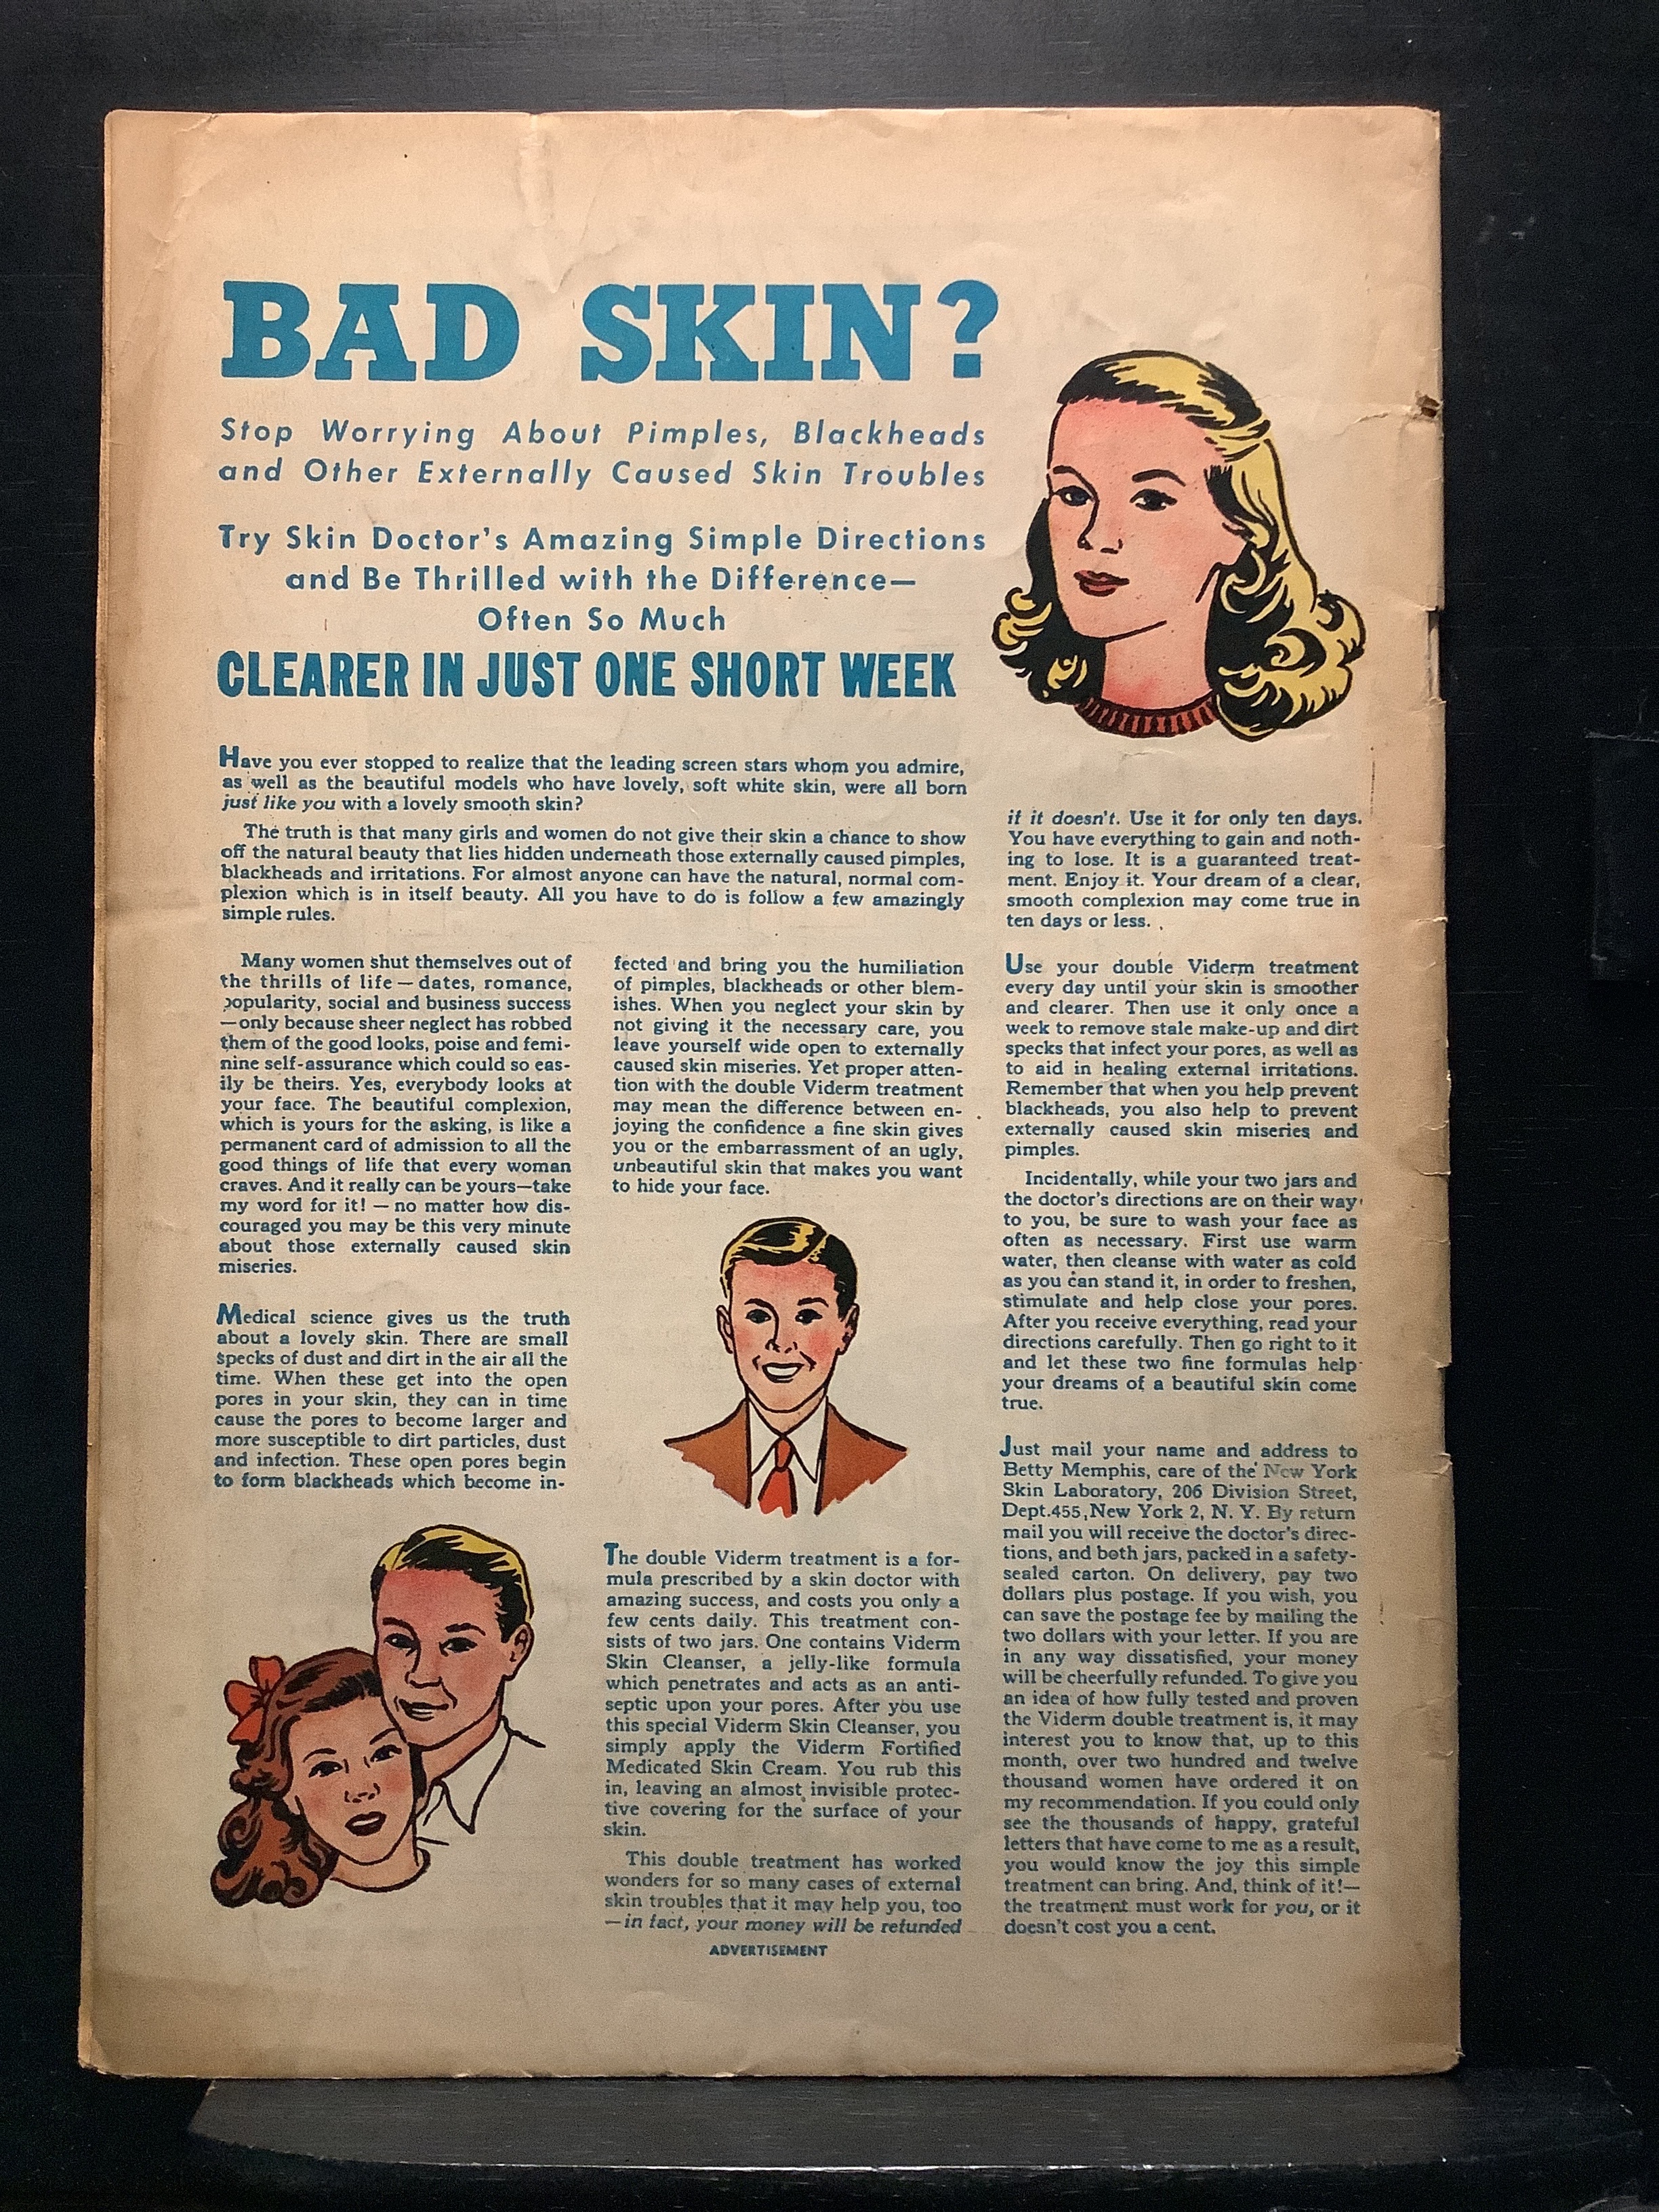 BAD SKIN?
Stop Worrying About Pimples, Blackheads
and Other Externally Caused Skin Troubles
Try Skin Doctor's Amazing Simple Directions
and Be Thrilled with the Difference—
Often So Much
CLEARER IN JUST ONE SHORT WEEK
Have you ever stopped to realize that the leading screen stars whom you admire,
as well as the beautiful models who have lovely, soft white skin, were all born
just like you with a lovely smooth skin?
The truth is that many girls and women do not give their skin a chance to show
off the natural beauty that lies hidden underneath those externally caused pimples,
blackheads and irritations. For almost anyone can have the natural, normal com-
plexion which is in itself beauty. All you have to do is follow a few amazingly
simple rules.
Many women shut themselves out of
the thrills of life — dates, romance,
popularity, social and business success
—only because sheer neglect has robbed
them of the good looks, poise and femi-
nine self-assurance which could so eas-
ily be theirs. Yes, everybody looks at
your face. The beautiful complexion,
which is yours for the asking, is like a
permanent card of admission to all the
good things of life that every woman
craves. And it really can be yours—take
my word for it! — no matter how dis-
couraged you may be this very minute
about those externally caused skin
miseries.
Medical science gives us the truth
about a lovely skin. There are small
specks of dust and dirt in the air all the
time. When these get into the open
pores in your skin, they can in time
cause the pores to become larger and
more susceptible to dirt particles, dust
and infection. These open pores begin
to form blackheads which become in-
fected and bring you the humiliation
of pimples, blackheads or other blem-
ishes. When you neglect your skin by
not giving it the necessary care, you
leave yourself wide open to externally
caused skin miseries. Yet proper atten-
tion with the double Viderm treatment
may mean the difference between en-
joying the confidence a fine skin gives
you or the embarrassment of an ugly,
unbeautiful skin that makes you want
to hide your face.
The double Viderm treatment is a for-
mula prescribed by a skin doctor with
amazing success, and costs you only a
few cents daily. This treatment con-
sists of two jars. One contains Viderm
Skin Cleanser, a jelly-like formula
which penetrates and acts as an anti-
septic upon your pores. After you use
this special Viderm Skin Cleanser, you
simply apply the Viderm Fortified
Medicated Skin Cream. You rub this
in, leaving an almost invisible protec-
tive covering for the surface of your
skin.
This double treatment has worked
wonders for so many cases of external
skin troubles that it may help you, too
—in fact, your money will be refunded
if it doesn't. Use it for only ten days.
You have everything to gain and noth-
ing to lose. It is a guaranteed treat-
ment. Enjoy it. Your dream of a clear,
smooth complexion may come true in
ten days or less.
Use your double Viderm treatment
every day until your skin is smoother
and clearer. Then use it only once a
week to remove stale make-up and dirt
specks that infect your pores, as well as
to aid in healing external irritations.
Remember that when you help prevent
blackheads, you also help to prevent
externally caused skin miseries and
pimples.
Incidentally, while your two jars and
the doctor's directions are on their way
to you, be sure to wash your face as
often as necessary. First use warm
water, then cleanse with water as cold
as you can stand it, in order to freshen,
stimulate and help close your pores.
After you receive everything, read your
directions carefully. Then go right to it
and let these two fine formulas help
your dreams of a beautiful skin come
true.
Just mail your name and address to
Betty Memphis, care of the New York
Skin Laboratory, 206 Division Street,
Dept.455, New York 2, N. Y. By return
mail you will receive the doctor's direc-
tions, and both jars, packed in a safety-
sealed carton. On delivery, pay two
dollars plus postage. If you wish, you
can save the postage fee by mailing the
two dollars with your letter. If you are
in any way dissatisfied, your money
will be cheerfully refunded. To give you
an idea of how fully tested and proven
the Viderm double treatment is, it may
interest you to know that, up to this
month, over two hundred and twelve
thousand women have ordered it on
my recommendation. If you could only
see the thousands of happy, grateful
letters that have come to me as a result,
you would know the joy this simple
treatment can bring. And, think of it!—
the treatment must work for you, or it
doesn't cost you a cent.
ADVERTISEMENT